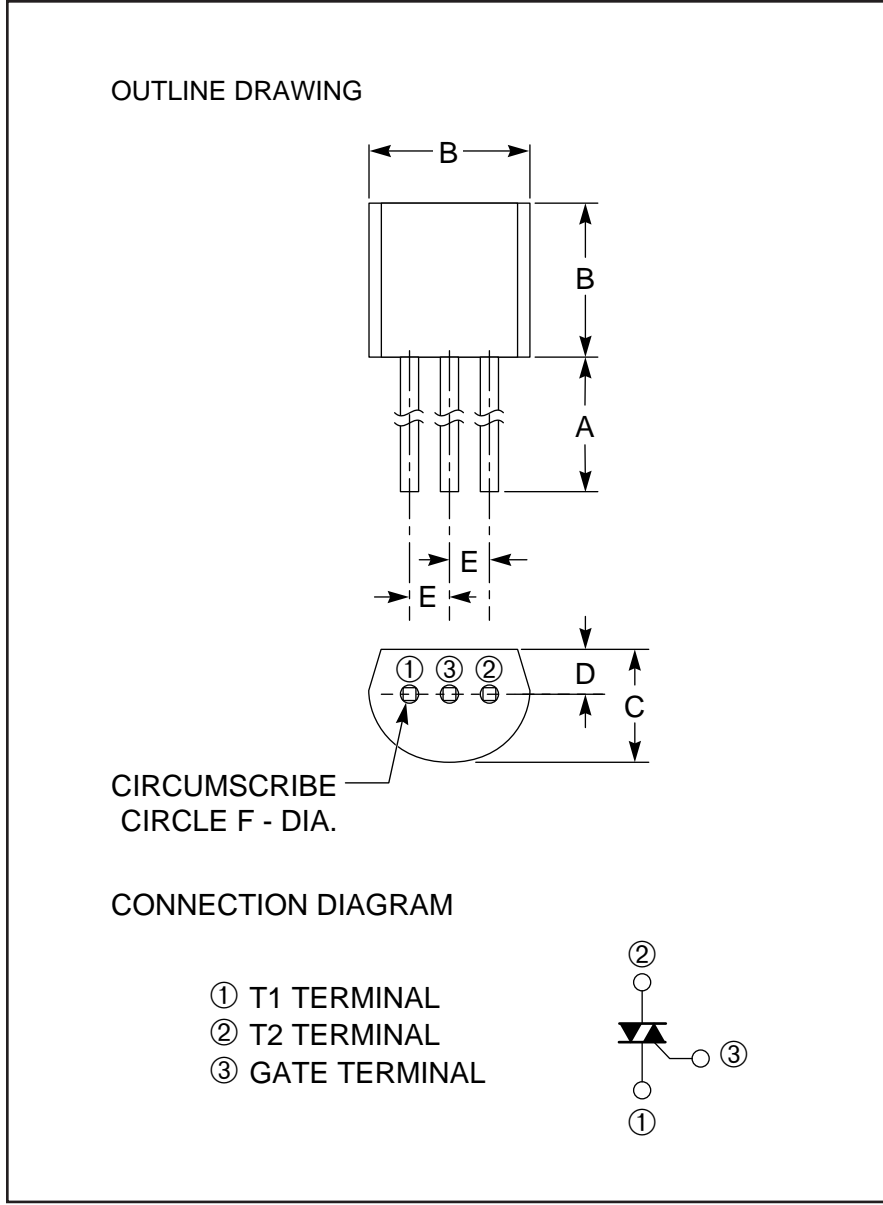 OUTLINE DRAWING
B
B
A
E
E
① ③ ②
D
C
CIRCUMSCRIBE
CIRCLE F - DIA.
CONNECTION DIAGRAM
②
① T1 TERMINAL
② T2 TERMINAL
③
③ GATE TERMINAL
①